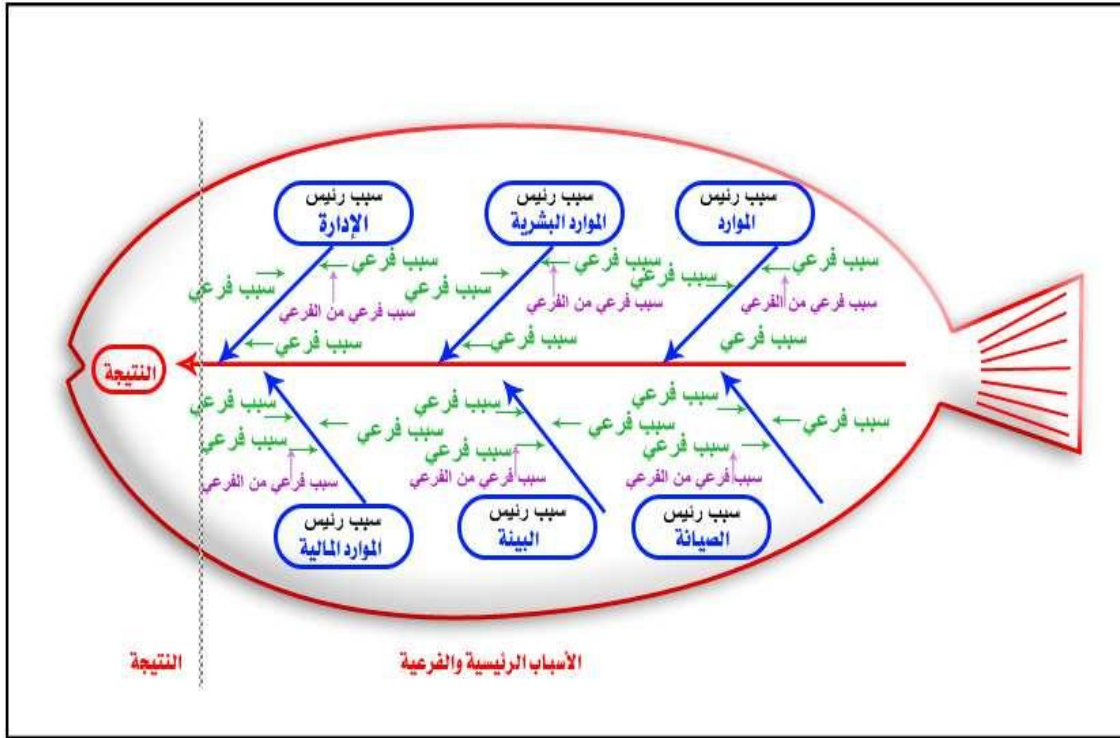 سبب رئيس
الموارد
سبب رئيس
الموارد البشرية
سبب رئيس
الإدارة
سبب فرعي
سبب فرعي
سبب فرعي من الفرعي
سبب فرعي
سبب فرعي
سبب فرعي
سبب فرعي من الفرعي
سبب فرعي
سبب فرعي
سبب فرعي
سبب فرعي من الفرعي
سبب فرعي
النتيجة
سبب فرعي
سبب فرعي
سبب فرعي
سبب فرعي من الفرعي
سبب فرعي
سبب فرعي
سبب فرعي
سبب فرعي من الفرعي
سبب فرعي
سبب فرعي
سبب فرعي
سبب فرعي من الفرعي
سبب رئيس
الصيانة
سبب رئيس
البيئة
سبب رئيس
الموارد المالية
الأسباب الرئيسية والفرعية
النتيجة